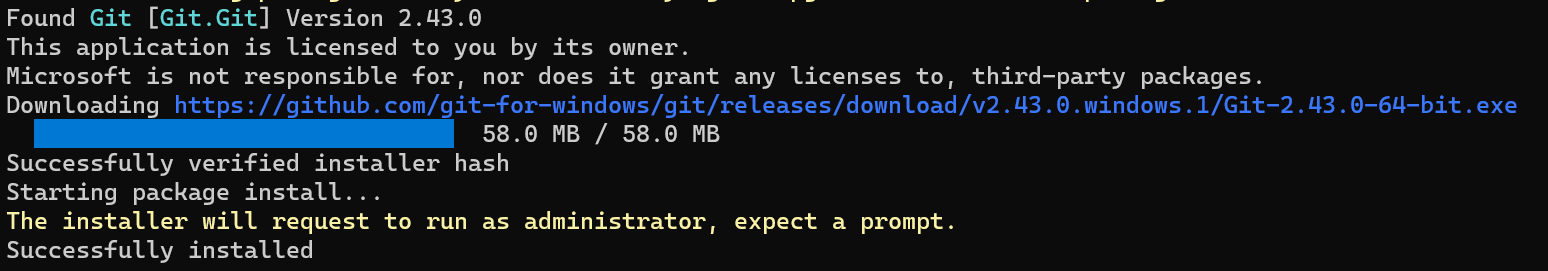 Found Git [Git.Git] Version 2.43.0
This application is licensed to you by its owner.
Microsoft is not responsible for, nor does it grant any licenses to, third-party packages.
Downloading https://github.com/git-for-windows/git/releases/download/v2.43.0.windows.1/Git-2.43.0-64-bit.exe
58.0 MB / 58.0 MB
Successfully verified installer hash
Starting package install...
The installer will request to run as administrator, expect a prompt.
Successfully installed